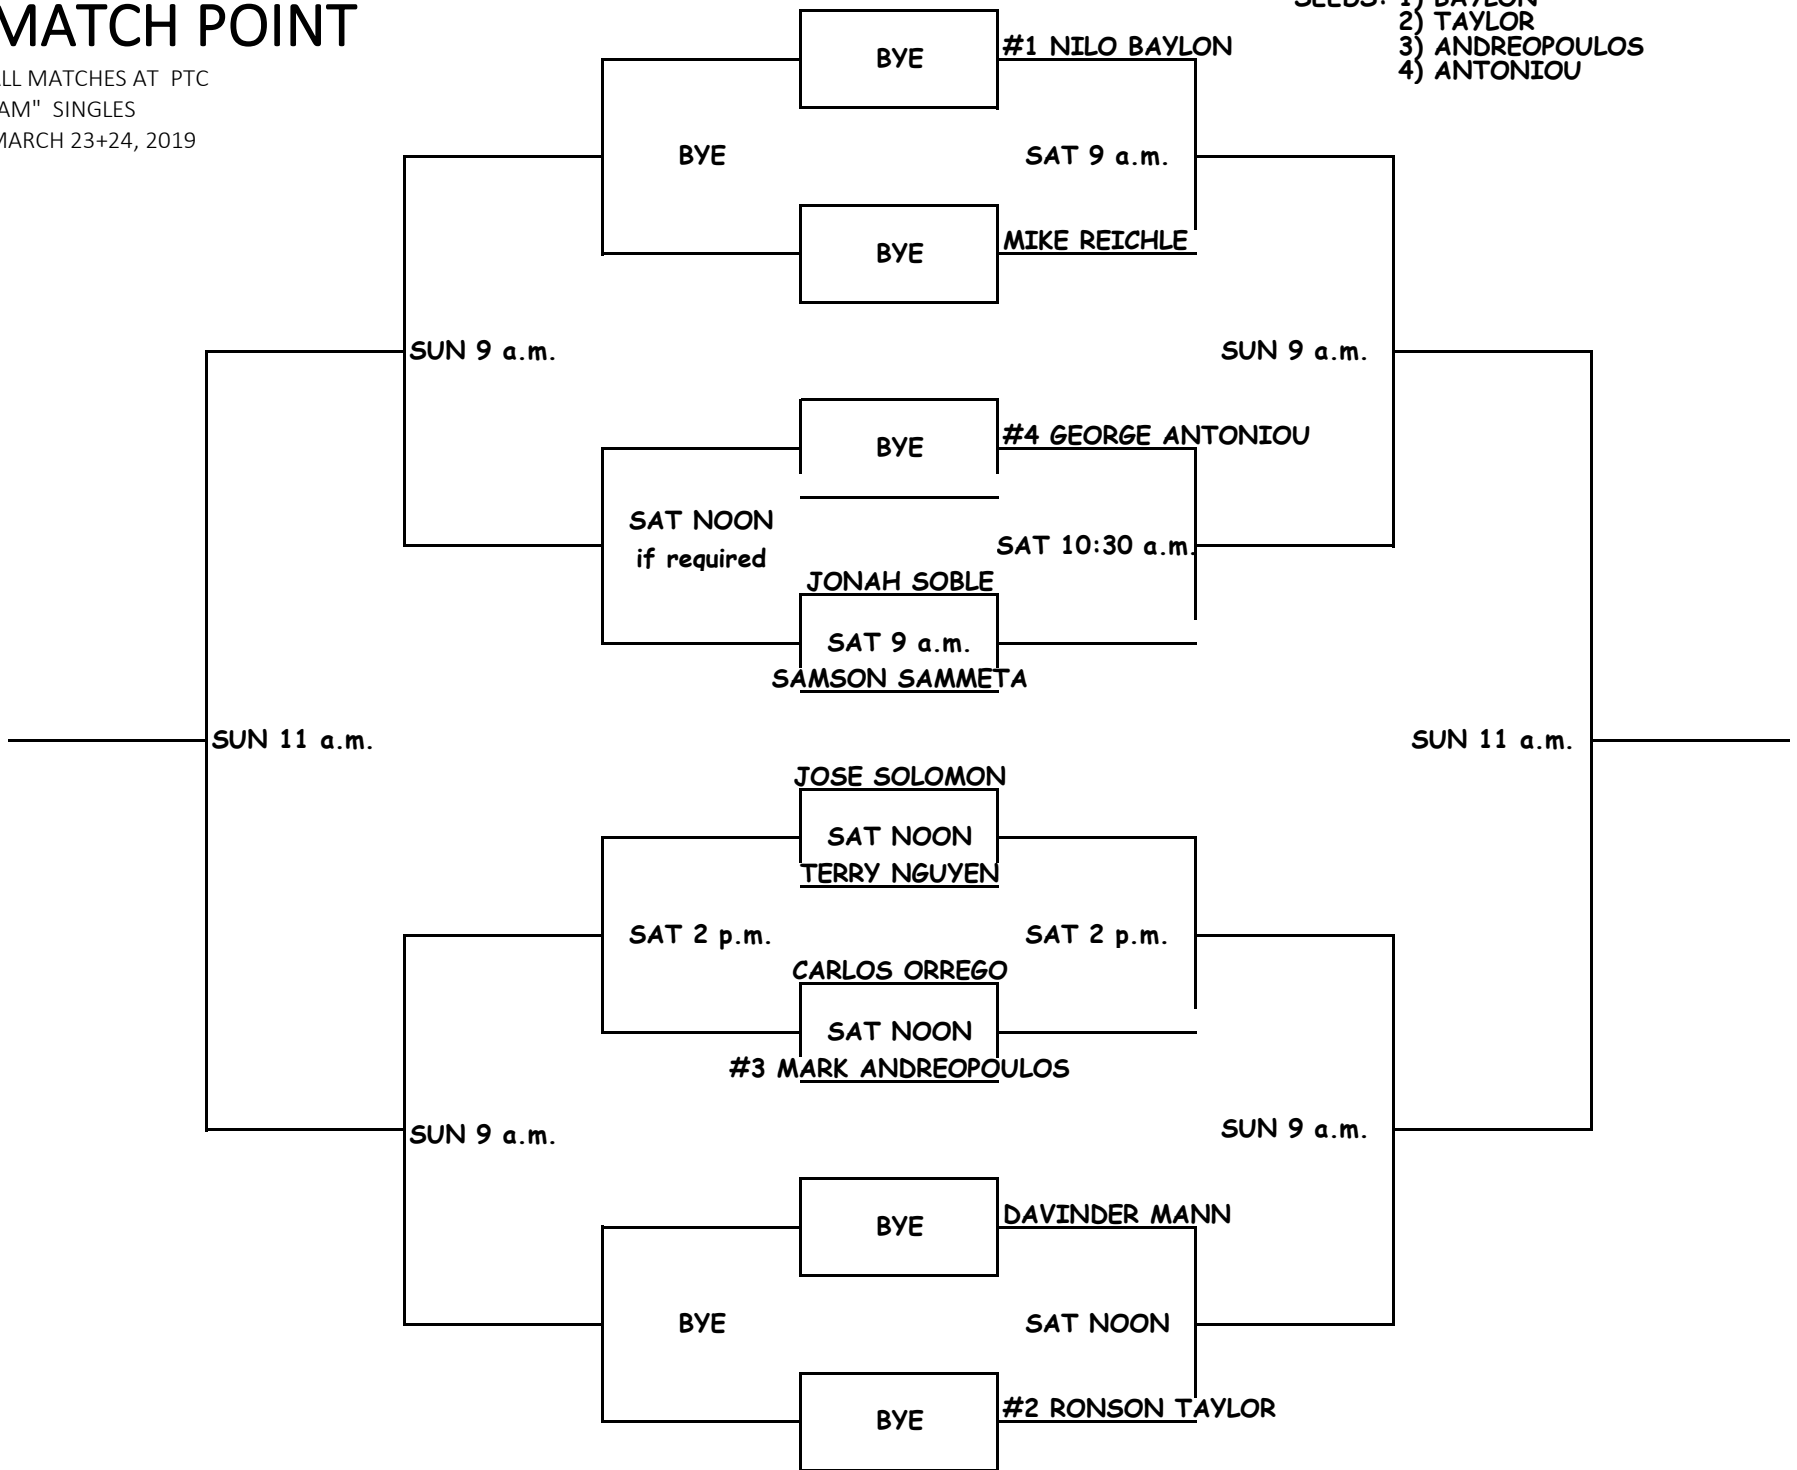 MATCH POINT
LL MATCHES AT PTC
AM" SINGLES
MARCH 23+24, 2019
SEEDS: 1) BAYLON
2) TAYLOR
3) ANDREOPOULOS
4) ANTONIOU
BYE
#1 NILO BAYLON
BYE
SAT 9 a.m.
BYE
MIKE REICHLE
SUN 9 a.m.
SUN 9 a.m.
BYE
#4 GEORGE ANTONIOU
SAT NOON
if required
SAT 10:30 a.m.
JONAH SOBLE
SAT 9 a.m.
SAMSON SAMMETA
SUN 11 a.m.
SUN 11 a.m.
JOSE SOLOMON
SAT NOON
TERRY NGUYEN
SAT 2 p.m.
SAT 2 p.m.
CARLOS ORREGO
SAT NOON
#3 MARK ANDREOPOULOS
SUN 9 a.m.
SUN 9 a.m.
BYE
DAVINDER MANN
BYE
SAT NOON
BYE
#2 RONSON TAYLOR